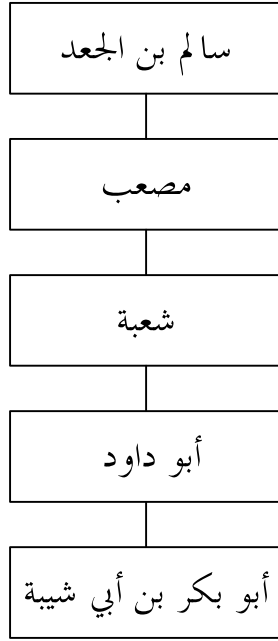 سالم بن الجعد
مصعب
شعبة
أبو داود
أبو بكر بن أبي شيبة